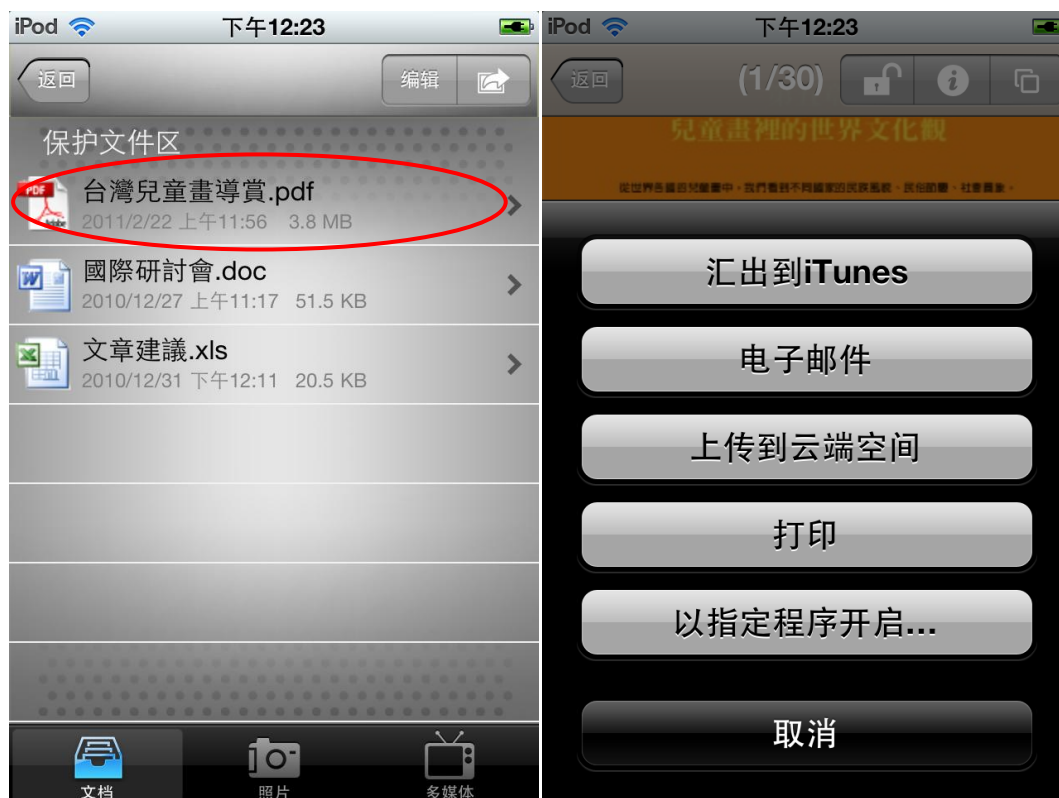 iPod 下午12:23
返回 编辑
保护文件区
台灣兒童畫導賞.pdf
2011/2/22 上午11:56 3.8 MB
國際研討會.doc
2010/12/27 上午11:17 51.5 KB
文章建議.xls
2010/12/31 下午12:11 20.5 KB
文档 照片 多媒体
iPod 下午12:23
返回 (1/30)
兒童畫裡的世界文化觀
汇出到iTunes
电子邮件
上传到云端空间
打印
以指定程序开启...
取消